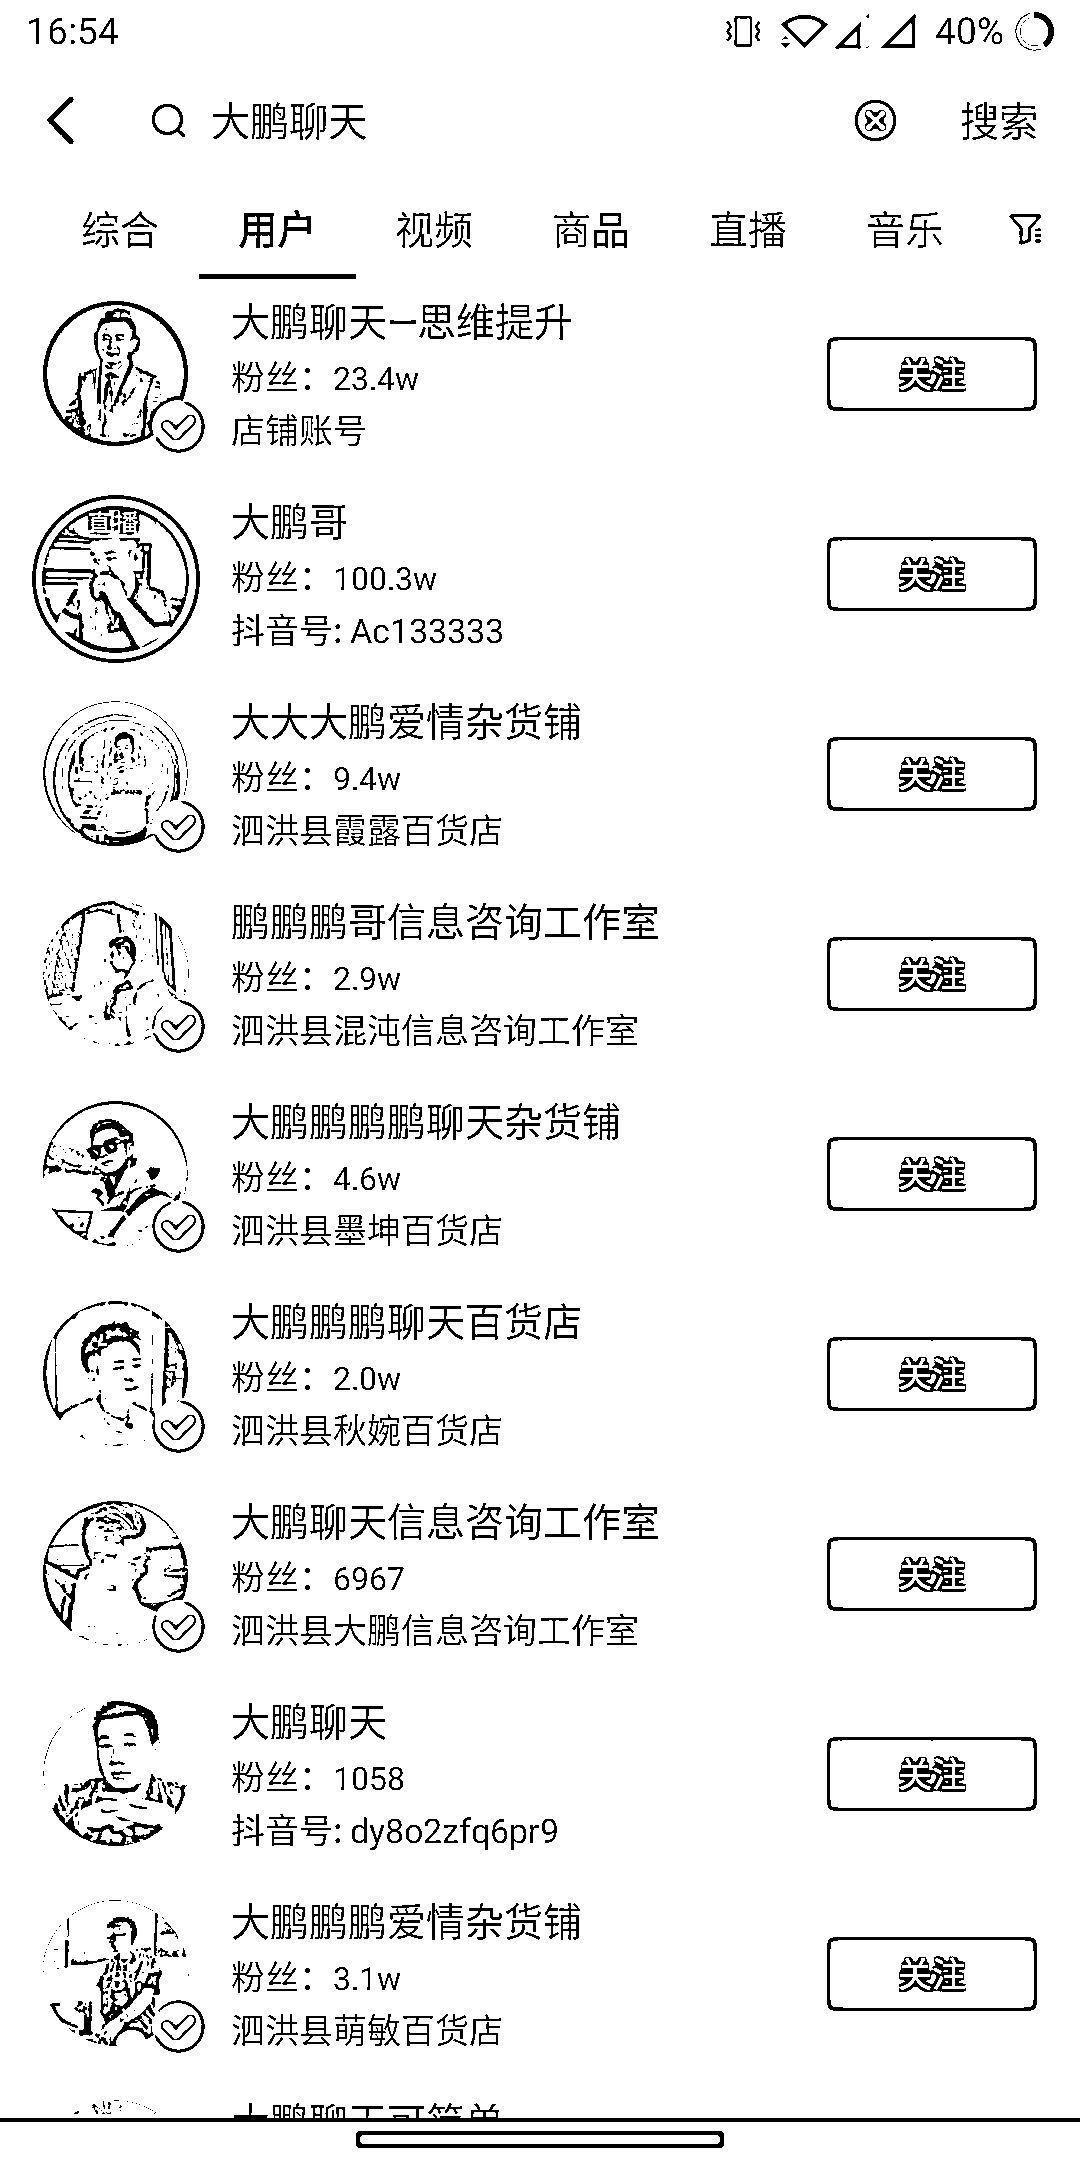 16:54
40%
大鹏聊天
搜索
综合 用户 视频 商品 直播 音乐
大鹏聊天–思维提升
粉丝：23.4w
店铺账号
关注
直播
大鹏哥
粉丝：100.3w
抖音号: Ac133333
关注
大大大鹏爱情杂货铺
粉丝：9.4w
泗洪县霞露百货店
关注
鹏鹏鹏哥信息咨询工作室
粉丝：2.9w
泗洪县混沌信息咨询工作室
关注
大鹏鹏鹏鹏聊天杂货铺
粉丝：4.6w
泗洪县墨坤百货店
关注
大鹏鹏鹏聊天百货店
粉丝：2.0w
泗洪县秋婉百货店
关注
大鹏聊天信息咨询工作室
粉丝：6967
泗洪县大鹏信息咨询工作室
关注
大鹏聊天
粉丝：1058
抖音号: dy8o2zfq6pr9
关注
大鹏鹏鹏爱情杂货铺
粉丝：3.1w
泗洪县萌敏百货店
关注